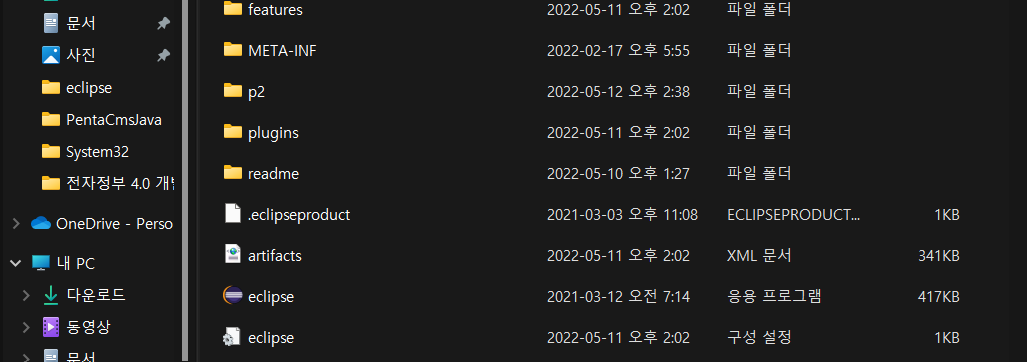 문서
사진
eclipse
PentaCmsJava
System32
전자정부 4.0 개발
OneDrive - Perso
내 PC
다운로드
동영상
문서
features 2022-05-11 오후 2:02 파일 폴더
META-INF 2022-02-17 오후 5:55 파일 폴더
p2 2022-05-12 오후 2:38 파일 폴더
plugins 2022-05-11 오후 2:02 파일 폴더
readme 2022-05-10 오후 1:27 파일 폴더
.eclipseproduct 2021-03-03 오후 11:08 ECLIPSEPRODUCT... 1KB
artifacts 2022-05-11 오후 2:02 XML 문서 341KB
eclipse 2021-03-12 오전 7:14 응용 프로그램 417KB
eclipse 2022-05-11 오후 2:02 구성 설정 1KB